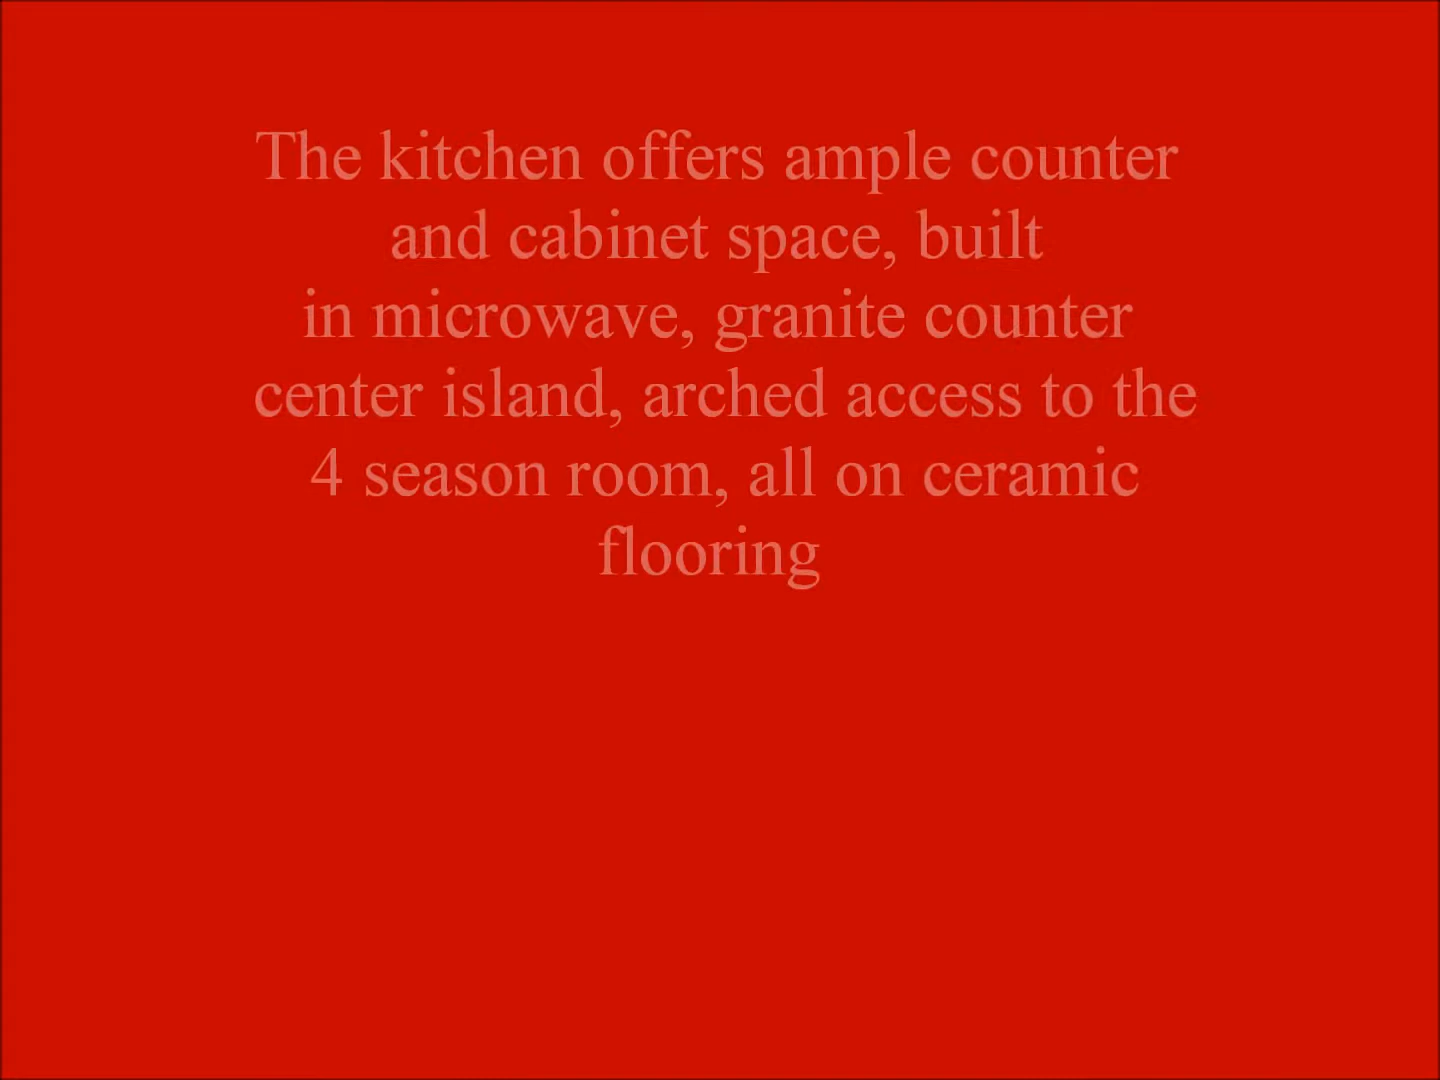 The kitchen offers ample counter
and cabinet space, built
in microwave, granite counter
center island, arched access to the
4 season room, all on ceramic
flooring